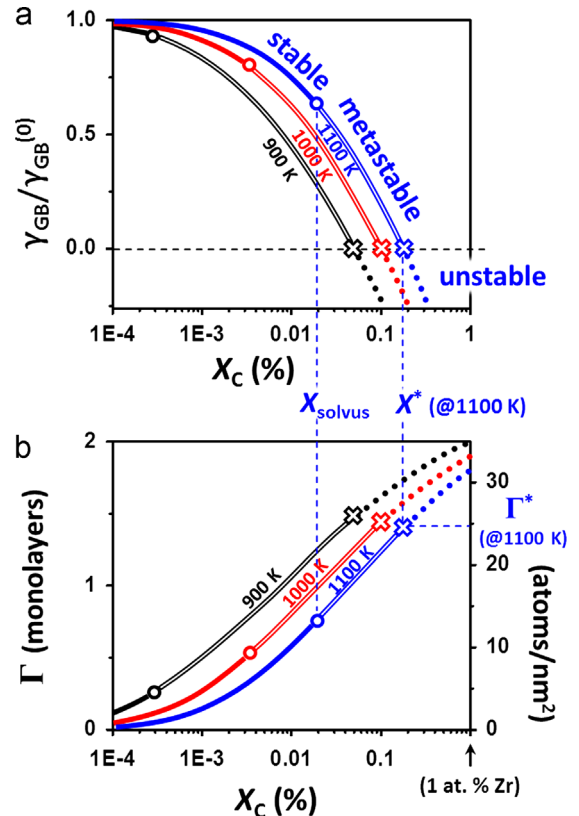 a
1.0
0.5
0.0
γGB/γGB(0)
stable
metastable
unstable
900 K
1000 K
1100 K
1E-4
1E-3
0.01
0.1
1
XC (%)
Xsolvus
X* (@1100 K)
b
2
1
0
Γ (monolayers)
900 K
1000 K
1100 K
30
20
10
0
(atoms/nm2)
Γ*
(@1100 K)
1E-4
1E-3
0.01
0.1
1
XC (%)
(1 at. % Zr)